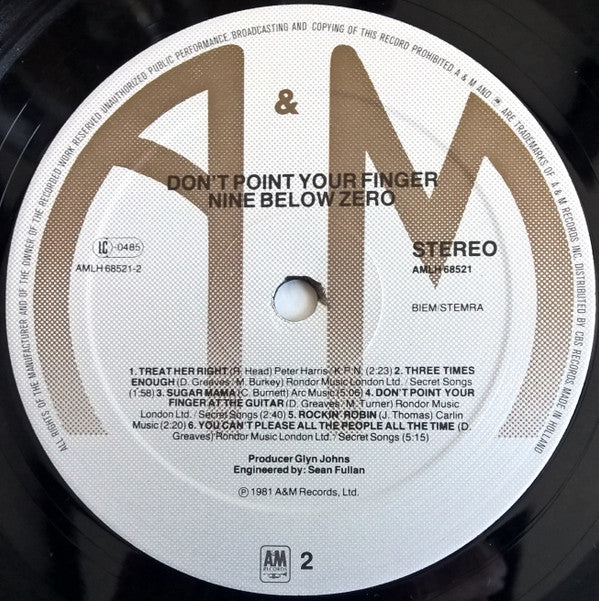 ALL RIGHTS OF THE MANUFACTURER AND OF THE OWNER OF THE RECORDED WORK RESERVED UNAUTHORIZED PUBLIC PERFORMANCE, BROADCASTING AND COPYING OF THIS RECORD PROHIBITED A & M AND ARE TRADEMARKS OF A & M RECORDS INC. DISTRIBUTED BY CBS RECORDS MADE IN HOLLAND
A & M
DON'T POINT YOUR FINGER
NINE BELOW ZERO
LC -0485
AMLH 68521-2
STEREO
AMLH 68521
BIEM/STEMRA
1. TREAT HER RIGHT (R. Head) Peter Harris/K.P.N. (2:23) 2. THREE TIMES
ENOUGH (D. Greaves/M. Burkey) Rondor Music London Ltd./Secret Songs
(1:58) 3. SUGAR MAMA (C. Burnett) Arc Music (5:06) 4. DON'T POINT YOUR
FINGER AT THE GUITAR (D. Greaves/M. Turner) Rondor Music
London Ltd./Secret Songs (2:40) 5. ROCKIN' ROBIN (J. Thomas) Carlin
Music (2:20) 6. YOU CAN'T PLEASE ALL THE PEOPLE ALL THE TIME (D.
Greaves) Rondor Music London Ltd./Secret Songs (5:15)
Producer Glyn Johns
Engineered by: Sean Fullan
Ⓟ 1981 A&M Records, Ltd.
AM
RECORDS
2